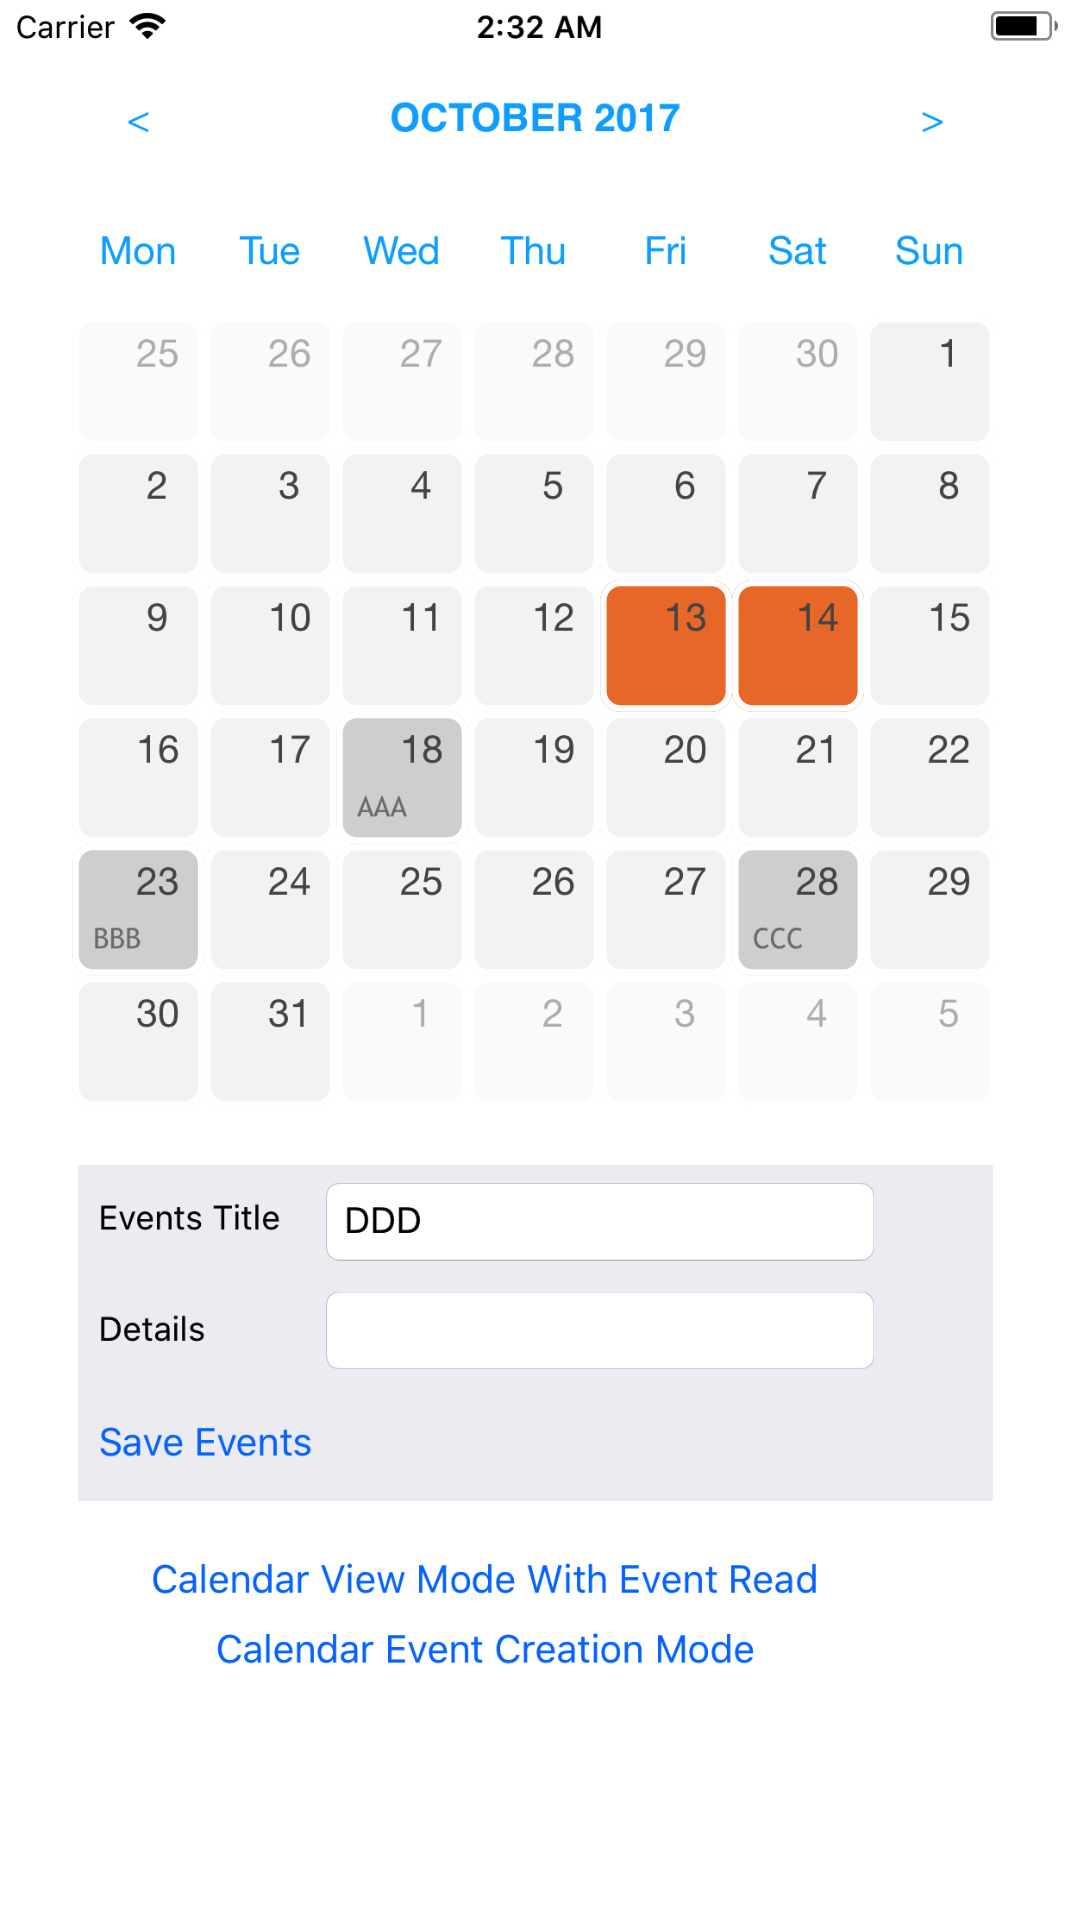 Carrier 2:32 AM
< OCTOBER 2017 >
Mon Tue Wed Thu Fri Sat Sun
25 26 27 28 29 30 1
2 3 4 5 6 7 8
9 10 11 12 13 14 15
16 17 18 19 20 21 22
AAA
23 24 25 26 27 28 29
BBB CCC
30 31 1 2 3 4 5
Events Title DDD
Details
Save Events
Calendar View Mode With Event Read
Calendar Event Creation Mode